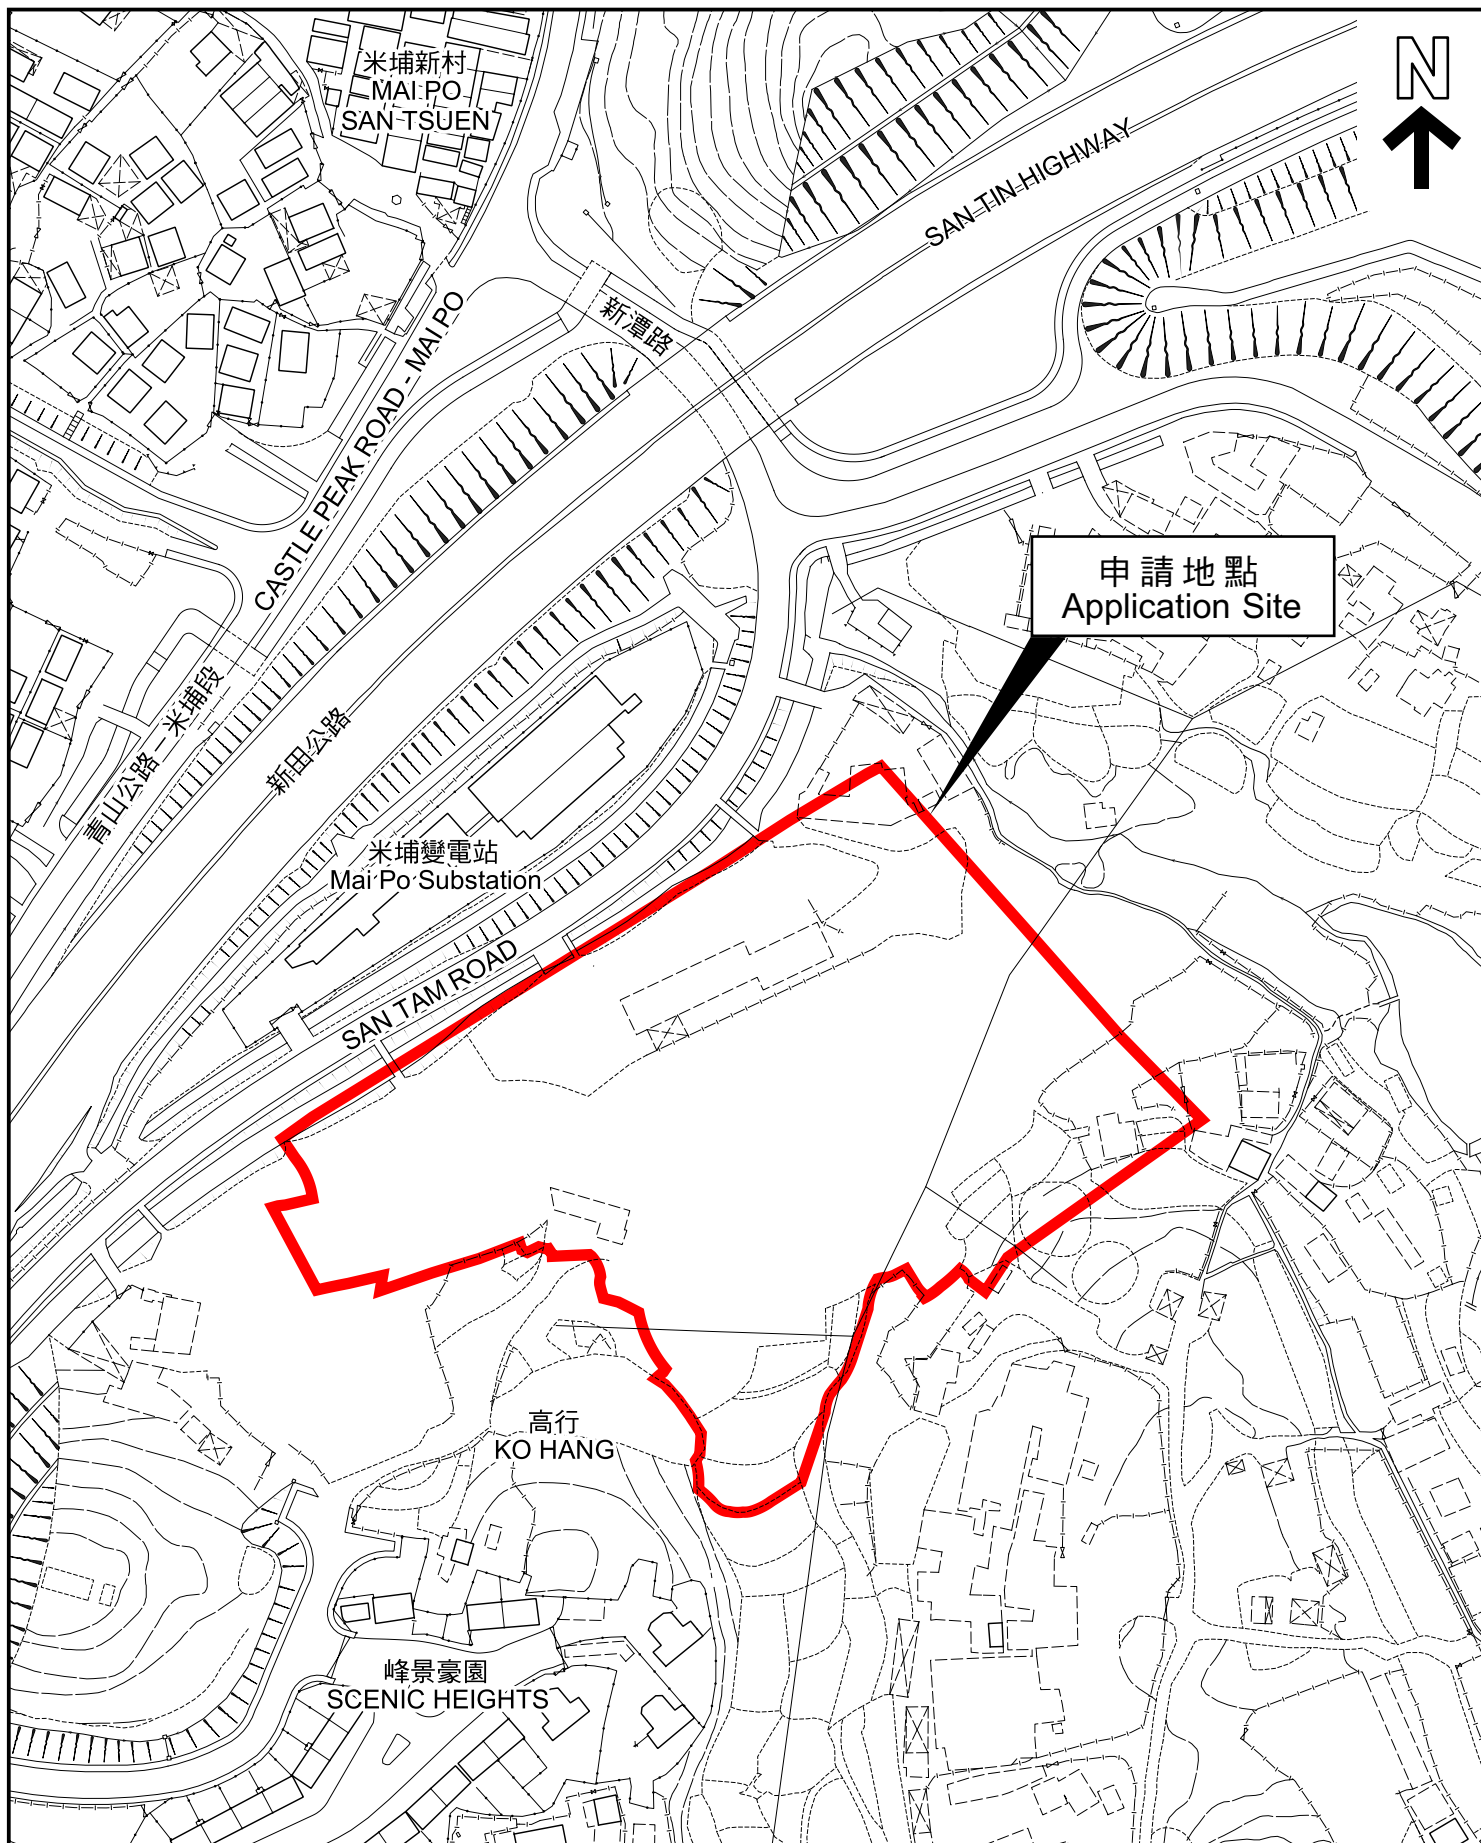 米埔新村
MAI PO
SAN TSUEN
N
SAN TIN HIGHWAY
新潭路
CASTLE PEAK ROAD - MAI PO
申請地點
Application Site
青山公路－米埔段
新田公路
米埔變電站
Mai Po Substation
SAN TAM ROAD
高行
KO HANG
峰景豪園
SCENIC HEIGHTS